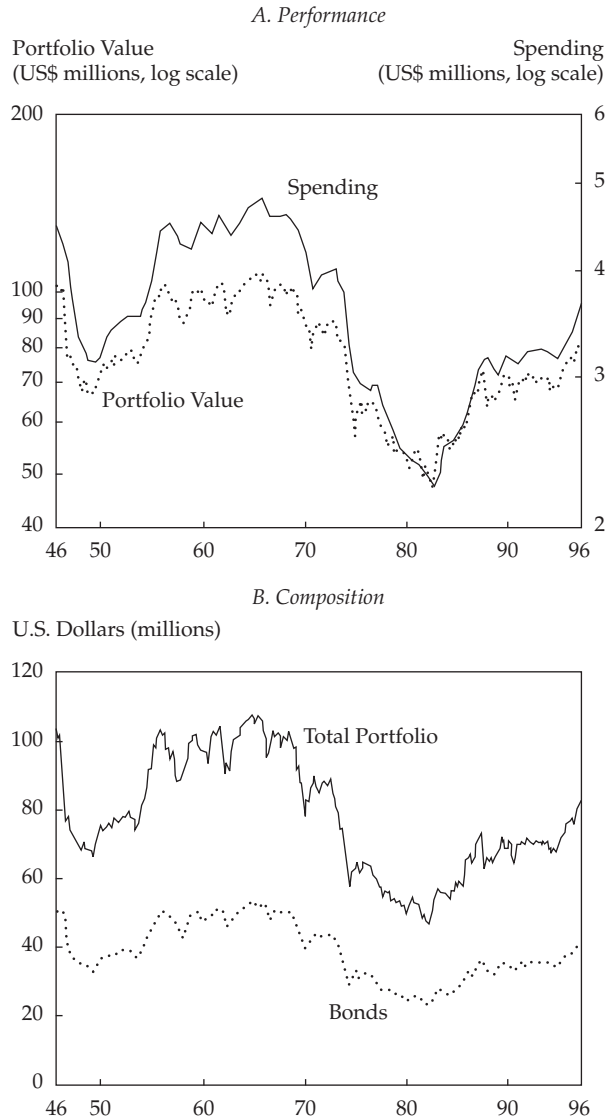 A. Performance
Portfolio Value
(US$ millions, log scale)
Spending
(US$ millions, log scale)
200
100
90
80
70
60
50
40
6
5
4
3
2
Spending
Portfolio Value
46 50 60 70 80 90 96
B. Composition
U.S. Dollars (millions)
120
100
80
60
40
20
0
Total Portfolio
Bonds
46 50 60 70 80 90 96